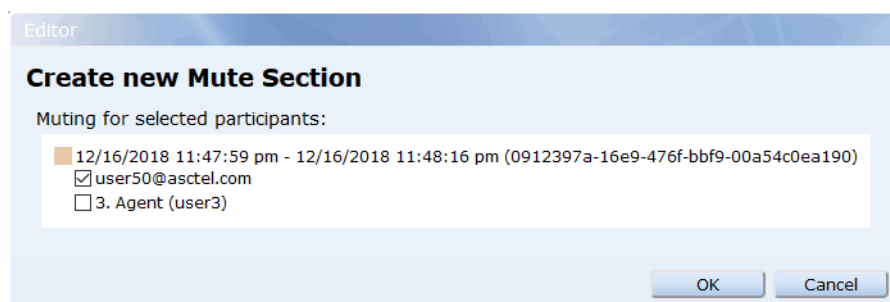 Editor
Create new Mute Section
Muting for selected participants:
12/16/2018 11:47:59 pm - 12/16/2018 11:48:16 pm (0912397a-16e9-476f-bbf9-00a54c0ea190)
user50@asctel.com
3. Agent (user3)
OK Cancel